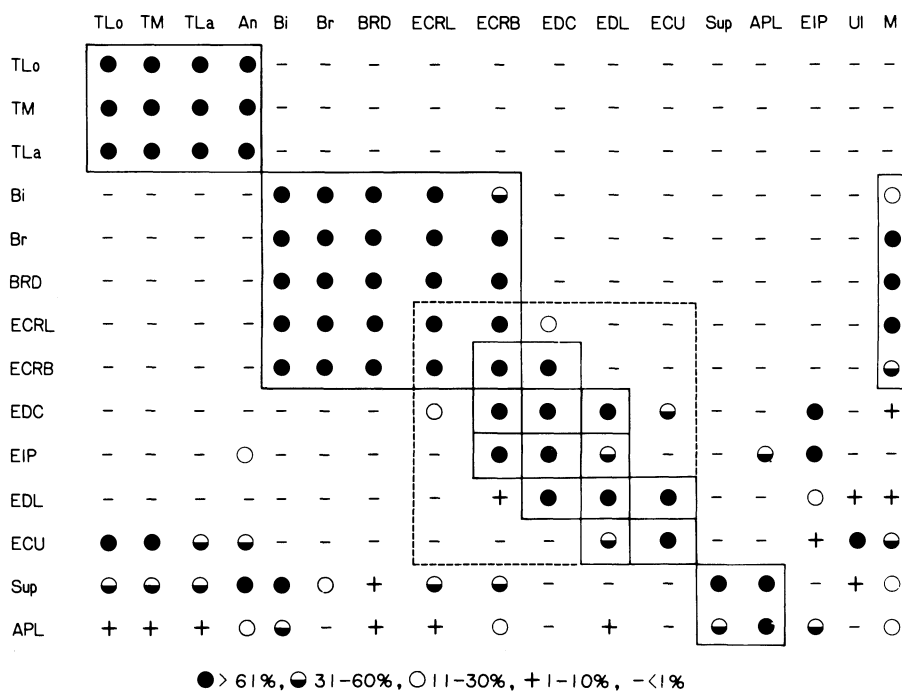 TLo TM TLa An Bi Br BRD ECRL ECRB EDC EDL ECU Sup APL EIP Ul M
TLo ● ● ● ● – – – – – – – – – – – – –
TM ● ● ● ● – – – – – – – – – – – – –
TLa ● ● ● ● – – – – – – – – – – – – –
Bi – – – – ● ● ● ● ◒ – – – – – – – ○
Br – – – – ● ● ● ● ● – – – – – – – ●
BRD – – – – ● ● ● ● ● – – – – – – – ●
ECRL – – – – ● ● ● ● ● ○ – – – – – – ●
ECRB – – – – ● ● ● ● ● ● – – – – – – ◒
EDC – – – – – – – ○ ● ● ● ◒ – – ● – +
EIP – – – ○ – – – – ● ● ◒ – – ◒ ● – –
EDL – – – – – – – – + ● ● ● – – ○ + +
ECU ● ● ◒ ◒ – – – – – – ◒ ● – – + ● ◒
Sup ◒ ◒ ◒ ● ● ○ + ◒ ◒ – – – ● ● – + ○
APL + + + ○ ◒ – + + ○ – + – ◒ ● ◒ – ○
● > 61%, ◒ 31-60%, ○ 11-30%, + 1-10%, -<1%